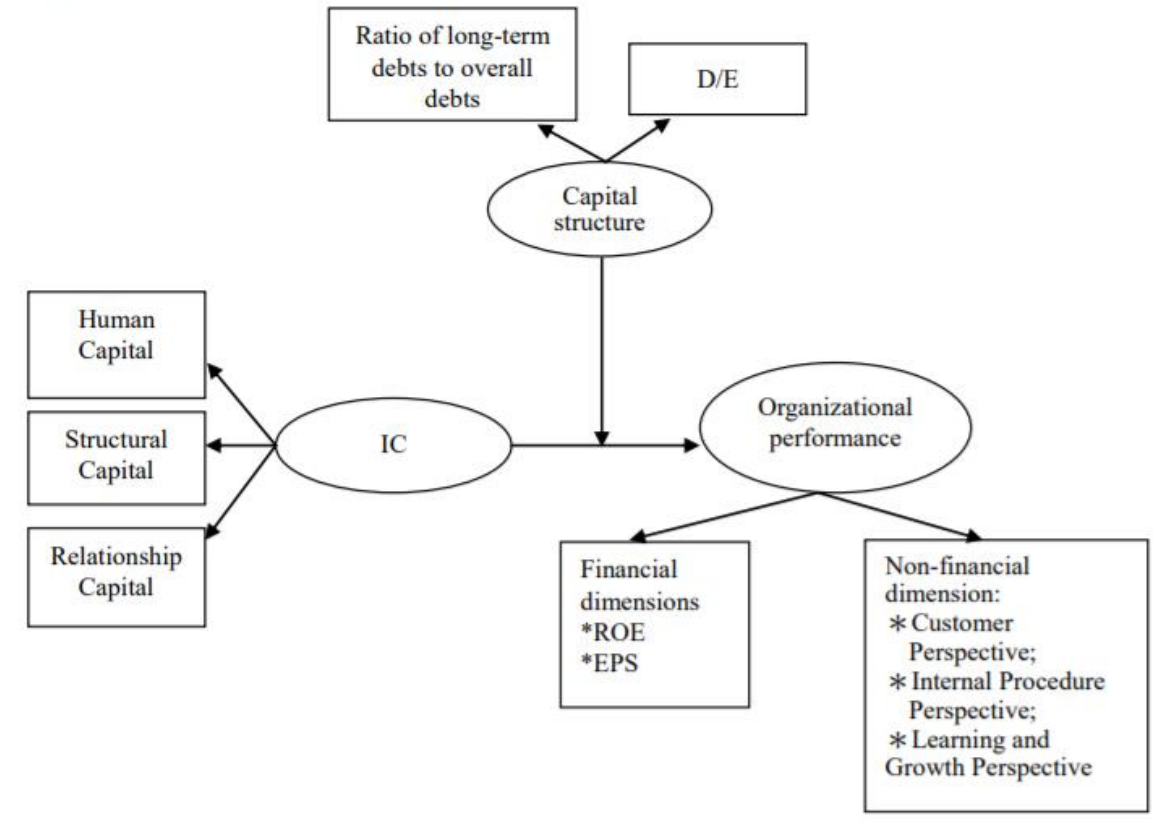 Ratio of long-term
debts to overall
debts
D/E
Capital
structure
Human
Capital
Structural
Capital
Relationship
Capital
IC
Organizational
performance
Financial
dimensions
*ROE
*EPS
Non-financial
dimension:
*Customer
Perspective;
*Internal Procedure
Perspective;
*Learning and
Growth Perspective